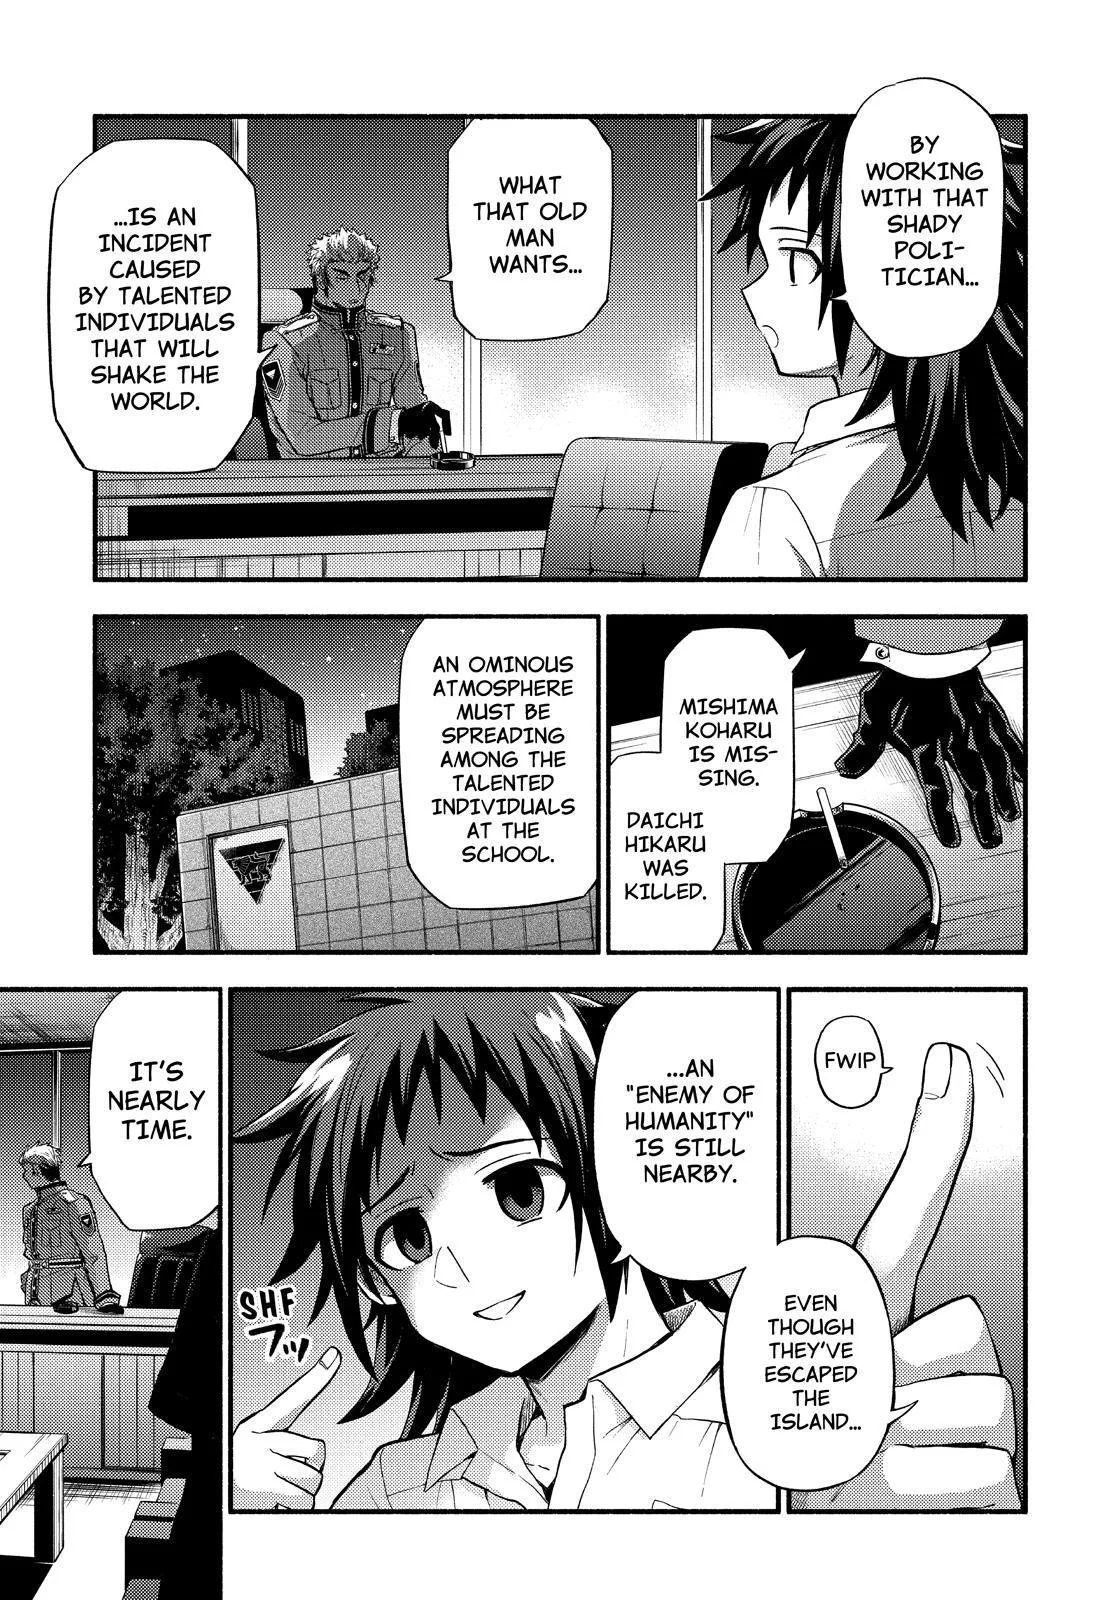 BY
WORKING
WITH THAT
SHADY
POLI-
TICIAN...
WHAT
THAT OLD
MAN
WANTS...
...IS AN
INCIDENT
CAUSED
BY TALENTED
INDIVIDUALS
THAT WILL
SHAKE THE
WORLD.
MISHIMA
KOHARU
IS MIS-
SING.
DAICHI
HIKARU
WAS
KILLED.
AN OMINOUS
ATMOSPHERE
MUST BE
SPREADING
AMONG THE
TALENTED
INDIVIDUALS
AT THE
SCHOOL.
FWIP
EVEN
THOUGH
THEY'VE
ESCAPED
THE
ISLAND...
...AN
"ENEMY OF
HUMANITY"
IS STILL
NEARBY.
SHF
フッ
IT'S
NEARLY
TIME.